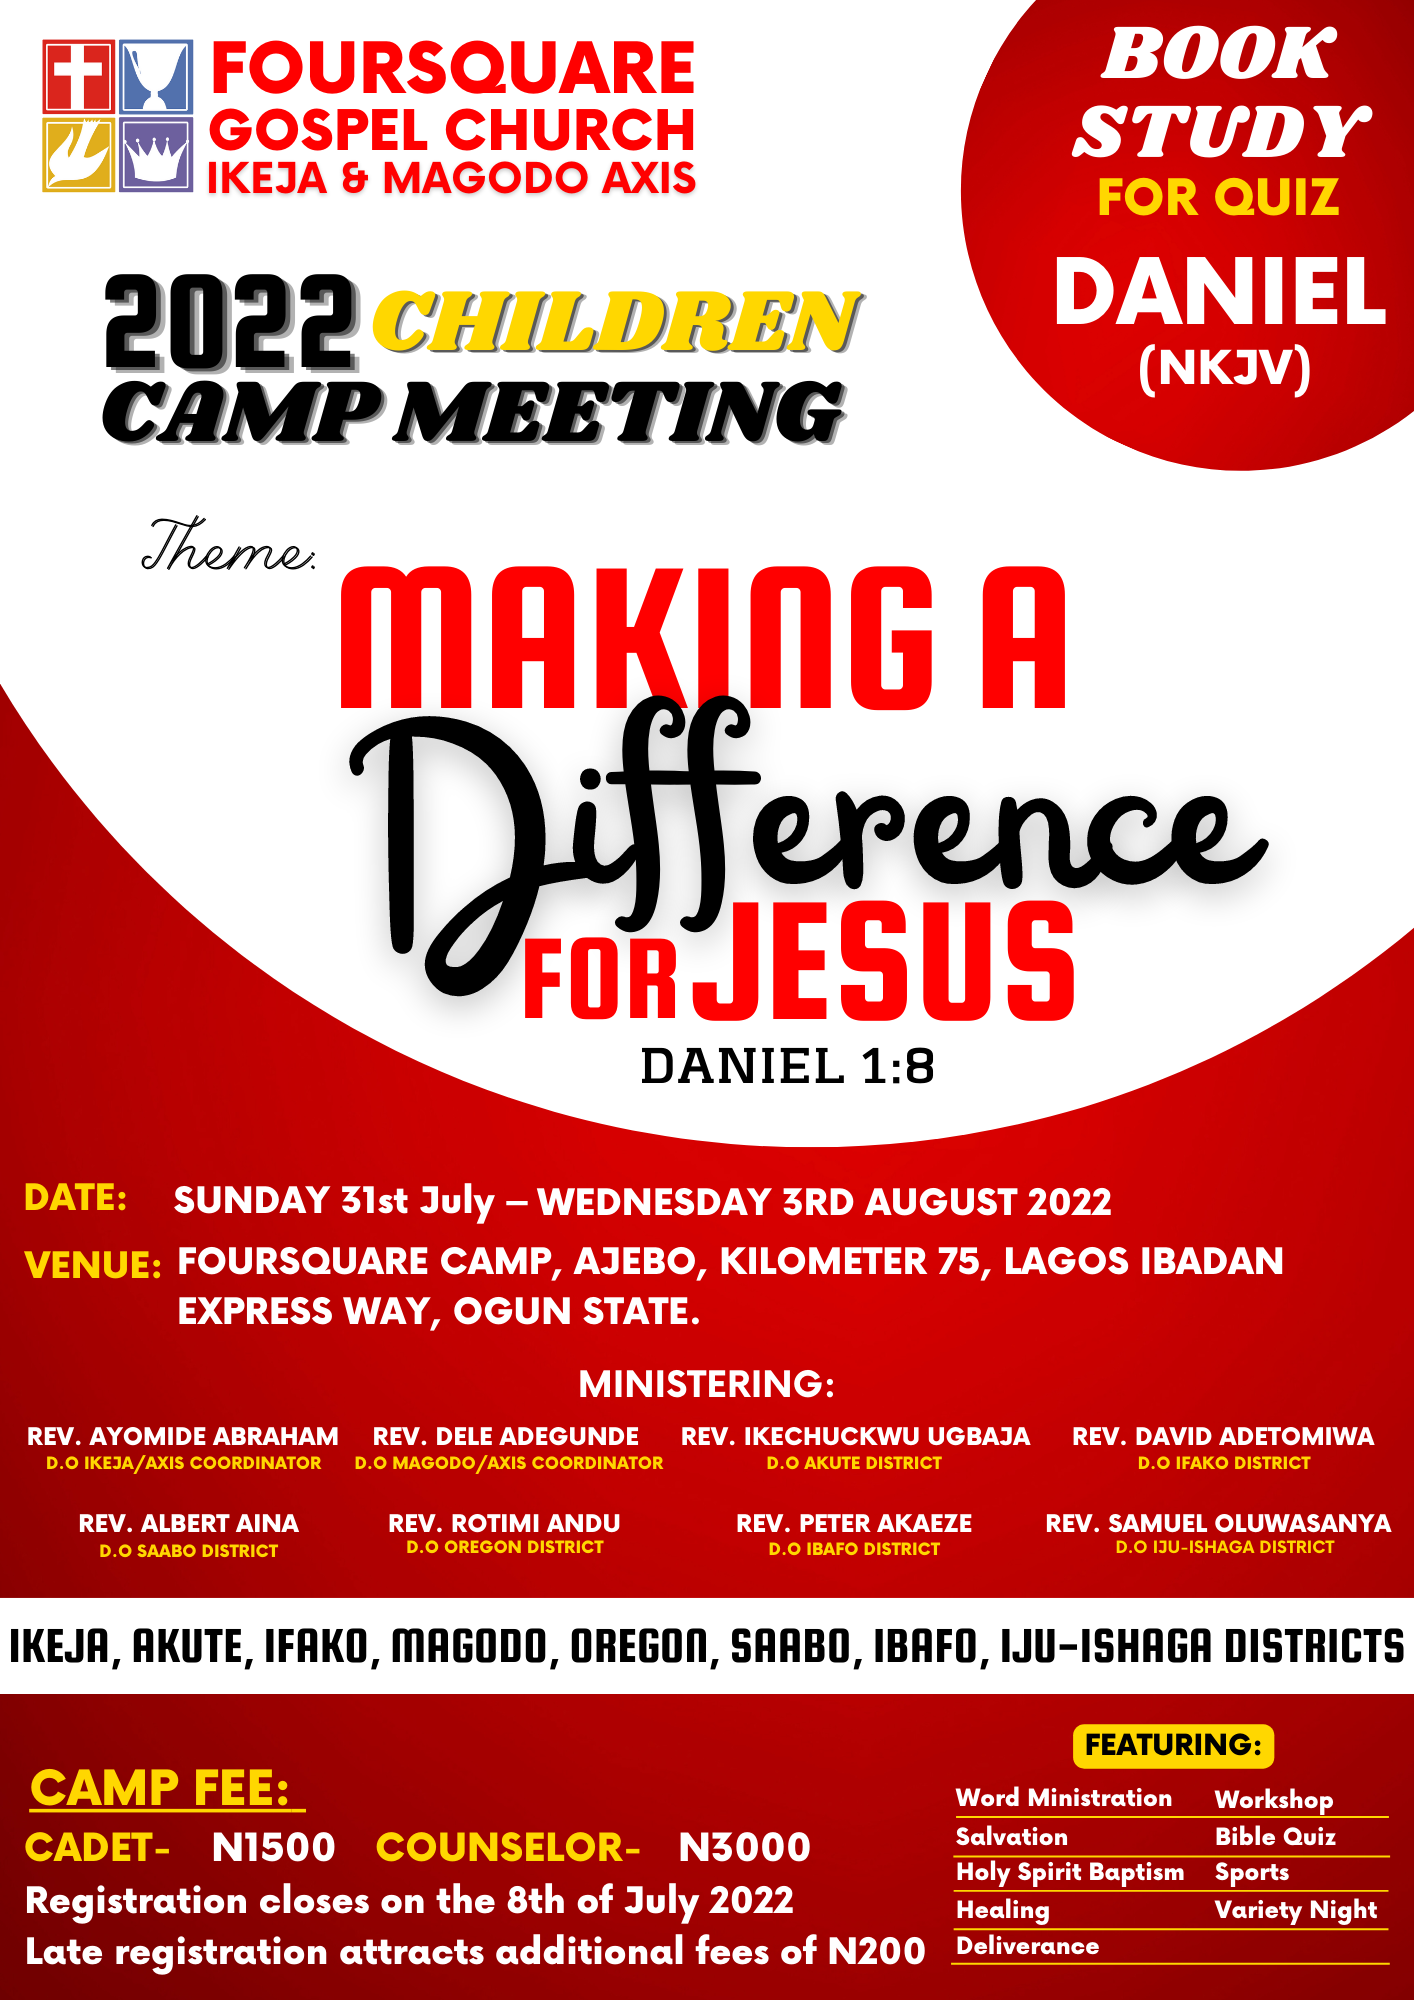 FOURSQUARE
GOSPEL CHURCH
IKEJA & MAGODO AXIS
BOOK
STUDY
FOR QUIZ
DANIEL
(NKJV)
2022 CHILDREN
CAMP MEETING
Theme:
MAKING A
Difference
FOR JESUS
DANIEL 1:8
DATE: SUNDAY 31st July – WEDNESDAY 3RD AUGUST 2022
VENUE: FOURSQUARE CAMP, AJEBO, KILOMETER 75, LAGOS IBADAN
EXPRESS WAY, OGUN STATE.
MINISTERING:
REV. AYOMIDE ABRAHAM
D.O IKEJA/AXIS COORDINATOR
REV. DELE ADEGUNDE
D.O MAGODO/AXIS COORDINATOR
REV. IKECHUCKWU UGBAJA
D.O AKUTE DISTRICT
REV. DAVID ADETOMIWA
D.O IFAKO DISTRICT
REV. ALBERT AINA
D.O SAABO DISTRICT
REV. ROTIMI ANDU
D.O OREGON DISTRICT
REV. PETER AKAEZE
D.O IBAFO DISTRICT
REV. SAMUEL OLUWASANYA
D.O IJU-ISHAGA DISTRICT
IKEJA, AKUTE, IFAKO, MAGODO, OREGON, SAABO, IBAFO, IJU-ISHAGA DISTRICTS
CAMP FEE:
CADET- N1500 COUNSELOR- N3000
Registration closes on the 8th of July 2022
Late registration attracts additional fees of N200
FEATURING:
Word Ministration Workshop
Salvation Bible Quiz
Holy Spirit Baptism Sports
Healing Variety Night
Deliverance